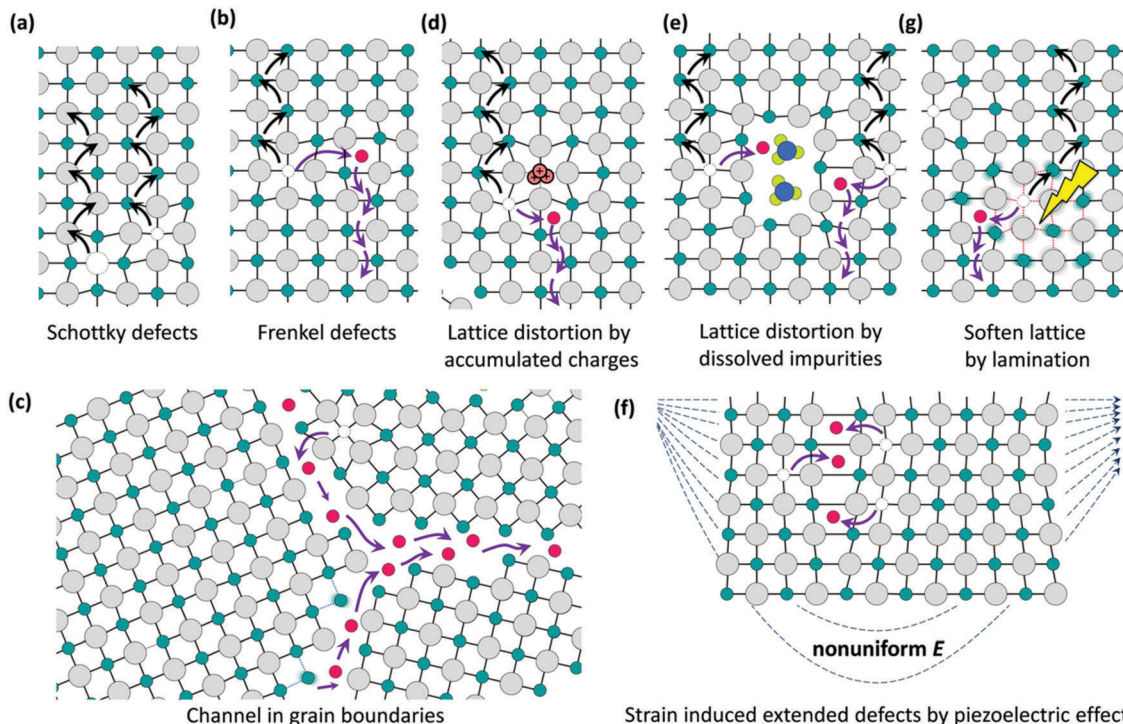 (a)
(b)
(d)
(e)
(g)
Schottky defects
Frenkel defects
Lattice distortion by
accumulated charges
Lattice distortion by
dissolved impurities
Soften lattice
by lamination
(c)
(f)
+
+ +
nonuniform E
Channel in grain boundaries
Strain induced extended defects by piezoelectric effect